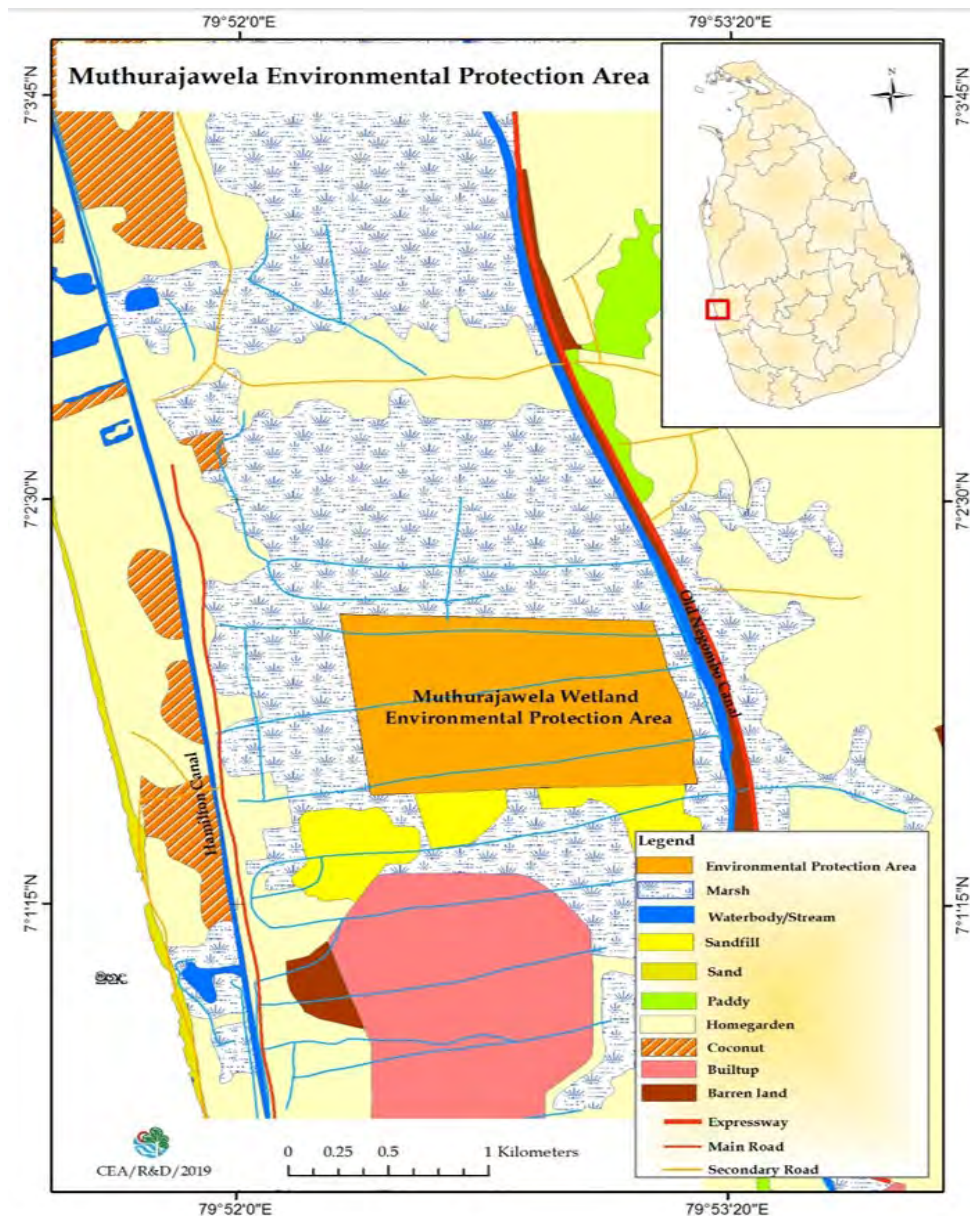 79°52'0"E
79°53'20"E
Muthurajawela Environmental Protection Area
N
7°3'45"N
7°3'45"N
7°2'30"N
7°2'30"N
Old Negombo Canal
Muthurajawela Wetland
Environmental Protection Area
Hamilton Canal
7°1'15"N
7°1'15"N
Legend
Environmental Protection Area
Marsh
Waterbody/Stream
Sandfill
Sand
Paddy
Homegarden
Coconut
Builtup
Barren land
Expressway
Main Road
Secondary Road
CEA/R&D/2019
0 0.25 0.5 1 Kilometers
79°52'0"E
79°53'20"E